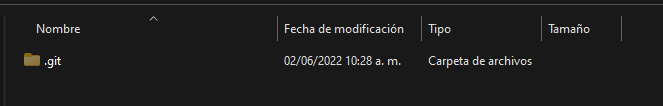 Nombre Fecha de modificación Tipo Tamaño
.git 02/06/2022 10:28 a. m. Carpeta de archivos